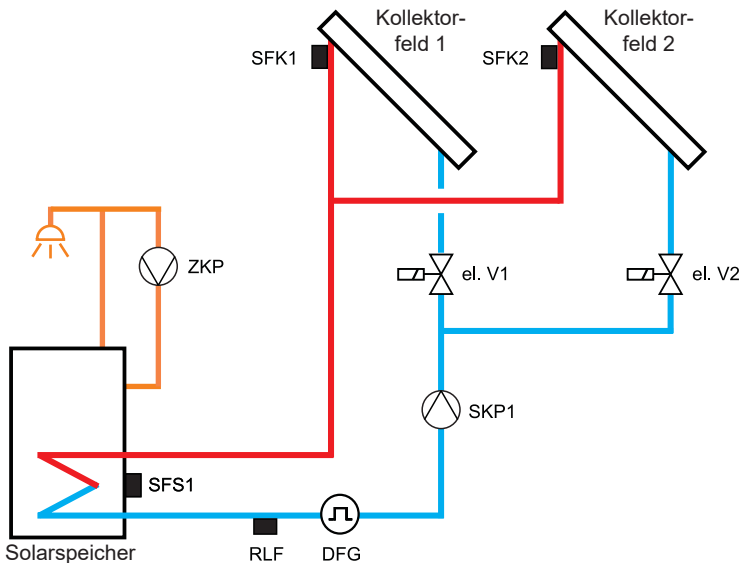 Kollektor-
feld 1
Kollektor-
feld 2
SFK1
SFK2
ZKP
el. V1
el. V2
SKP1
SFS1
RLF
DFG
Solarspeicher